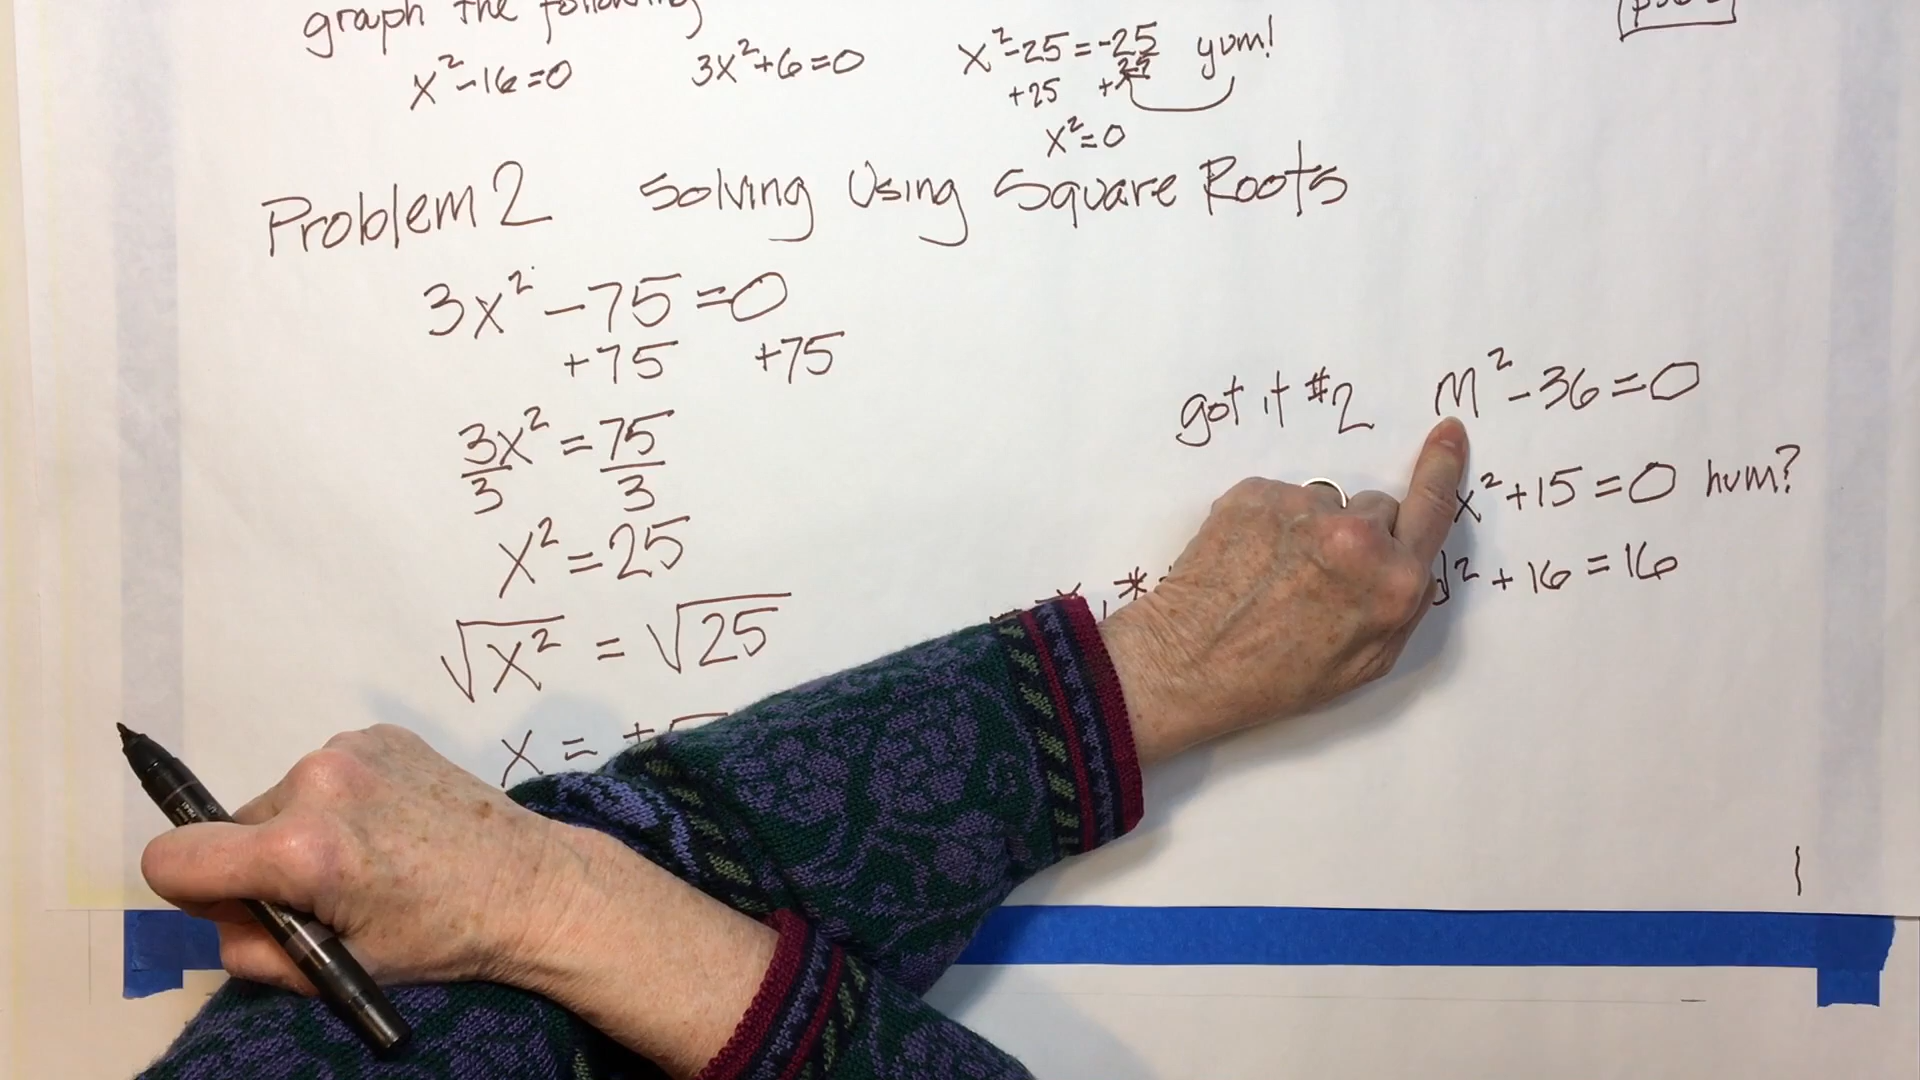 graph the following
x²-16=0 3x²+6=0 x²-25=-25 yum!
+25 +25
x²=0
Problem 2 Solving Using Square Roots
3x² -75=0
+75 +75
3x² = 75
3 3
x² = 25
√x² = √25
x = ±√
got it #2 m² - 36 = 0
x² + 15 = 0 hum?
d² + 16 = 16